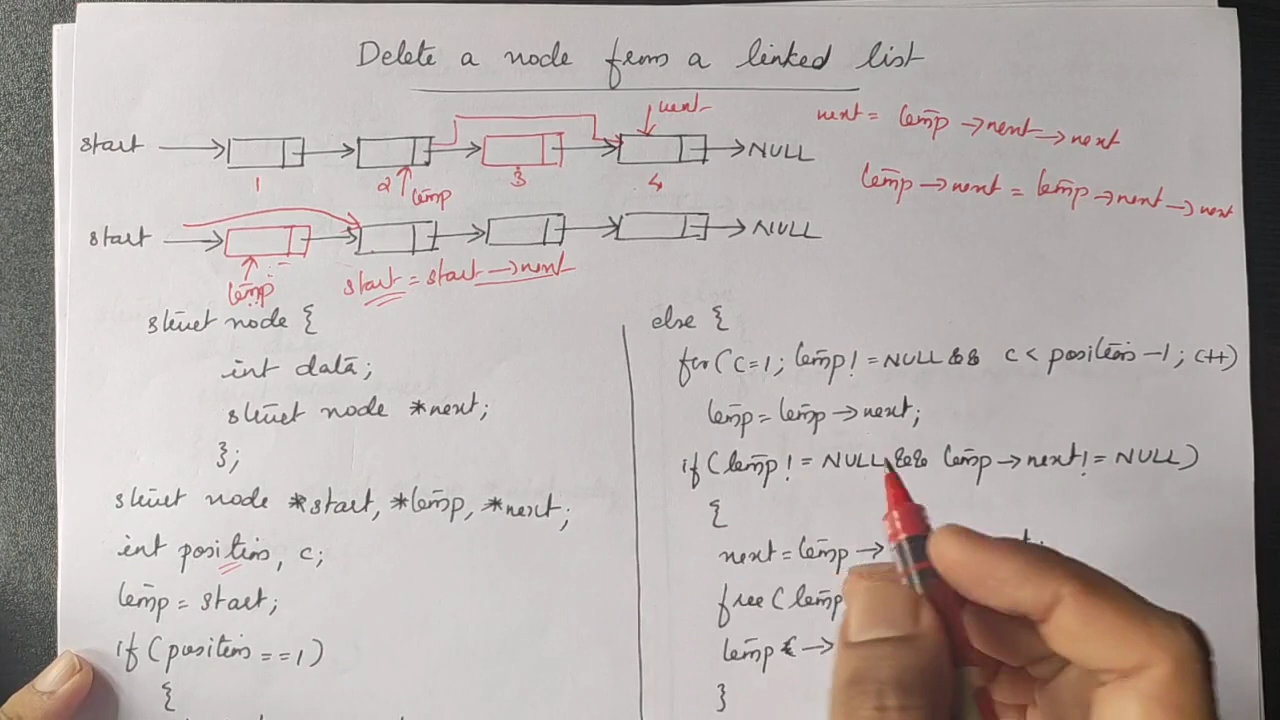 Delete a node from a linked list
next
next = temp → next → next
start → → → → NULL
1 2 3 4
temp
temp → next = temp → next → next
start → → → → NULL
temp
start = start → next
struct node {
int data;
struct node *next;
};
struct node *start, *temp, *next;
int position, c;
temp = start;
if (position == 1)
{
else {
for (c=1; temp != NULL && c < position -1; c++)
temp = temp → next;
if (temp != NULL && temp → next != NULL)
{
next = temp →
free (temp
temp →
}